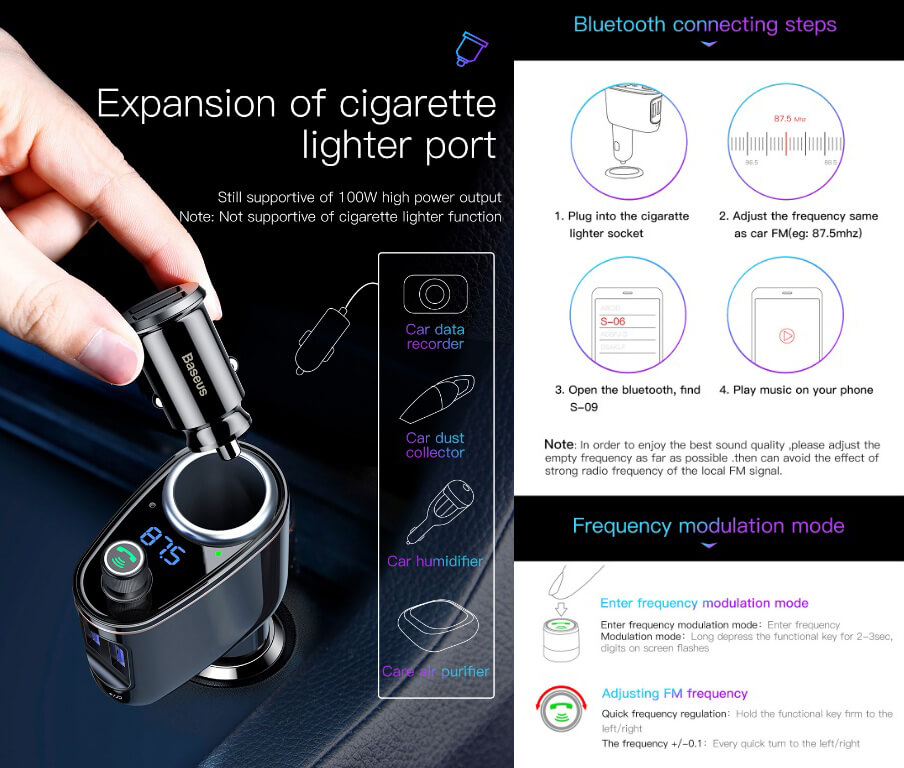 Expansion of cigarette
lighter port
Still supportive of 100W high power output
Note: Not supportive of cigarette lighter function
Car data
recorder
Car dust
collector
Car humidifier
Care air purifier
Baseus
87.5
Bluetooth connecting steps
87.5 Mhz
1. Plug into the cigaratte
lighter socket
2. Adjust the frequency same
as car FM(eg: 87.5mhz)
S-06
3. Open the bluetooth, find
S-09
4. Play music on your phone
Note: In order to enjoy the best sound quality ,please adjust the
empty frequency as far as possible .then can avoid the effect of
strong radio frequency of the local FM signal.
Frequency modulation mode
Enter frequency modulation mode
Enter frequency modulation mode: Enter frequency
Modulation mode: Long depress the functional key for 2-3sec,
digits on screen flashes
Adjusting FM frequency
Quick frequency regulation: Hold the functional key firm to the
left/right
The frequency +/-0.1: Every quick turn to the left/right